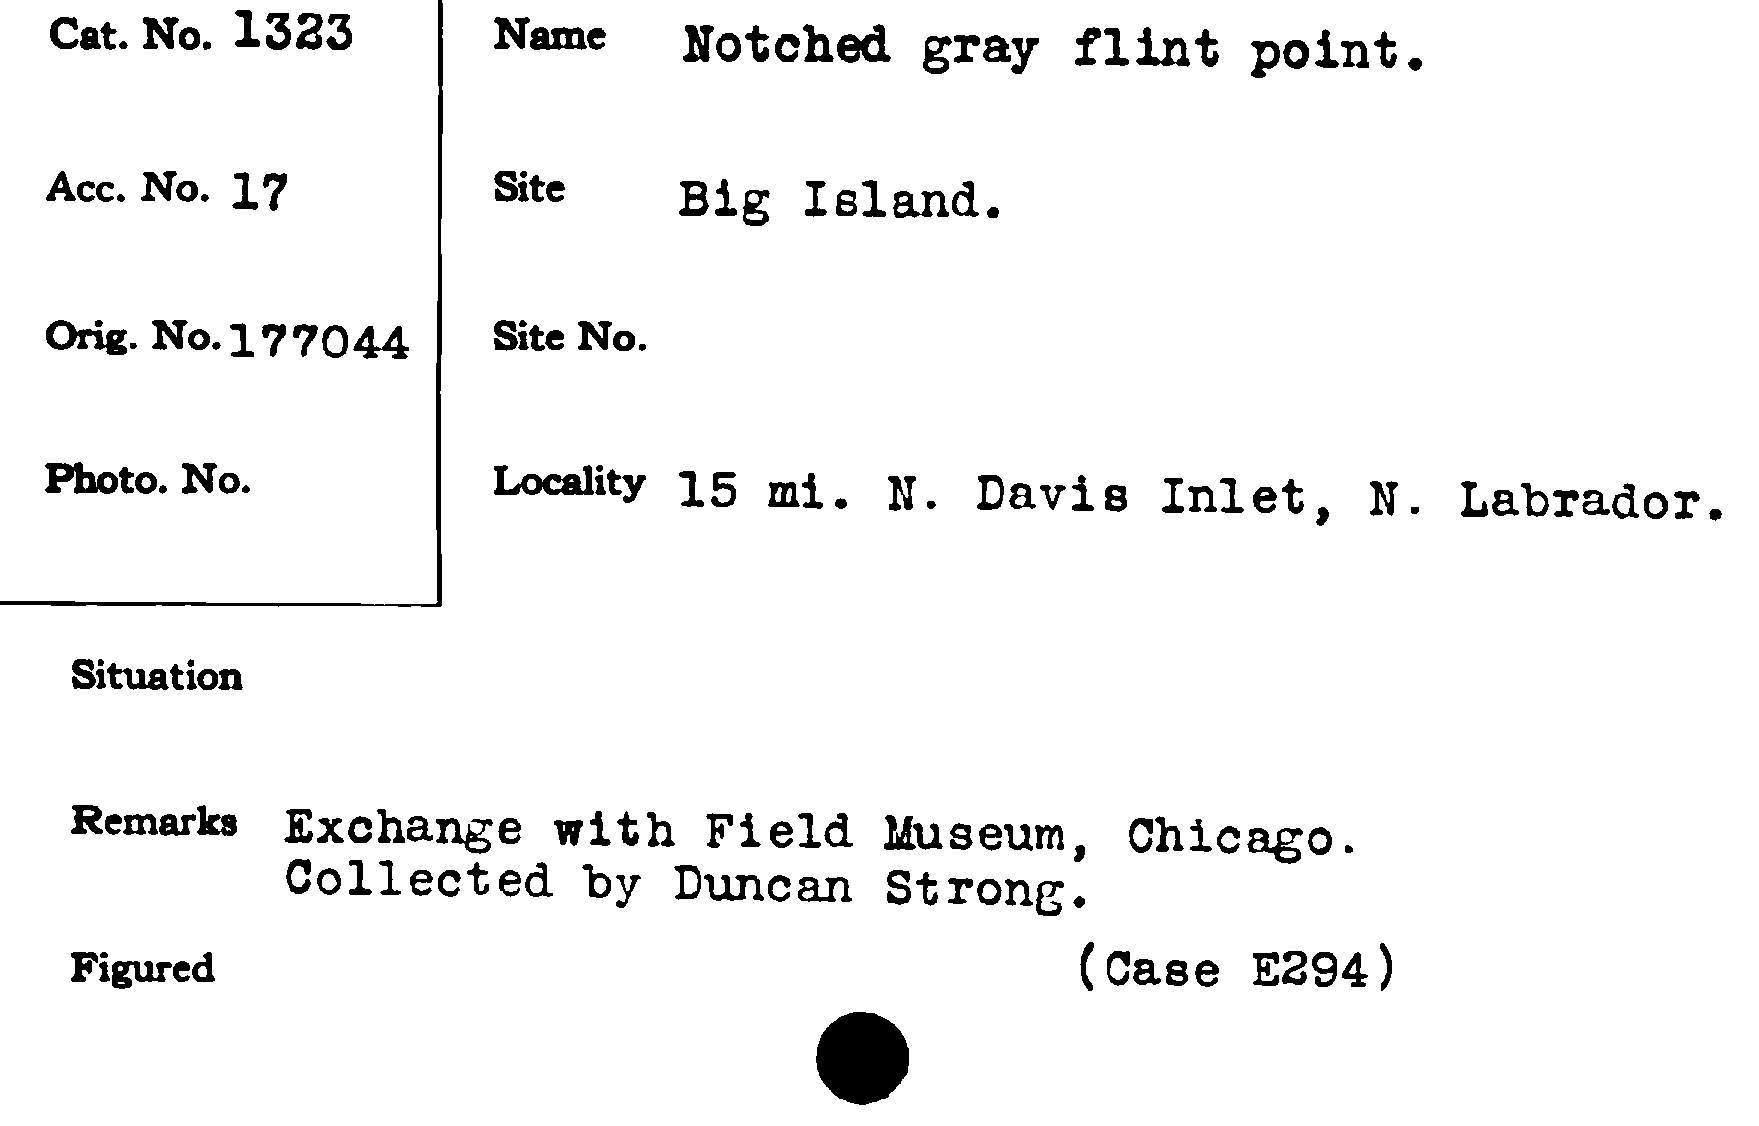 Cat. No. 1323
Name Notched gray flint point.
Acc. No. 17
Site Big Island.
Orig. No. 177044
Site No.
Photo. No.
Locality 15 mi. N. Davis Inlet, N. Labrador.
Situation
Remarks Exchange with Field Museum, Chicago.
Collected by Duncan Strong.
Figured
(Case E294)